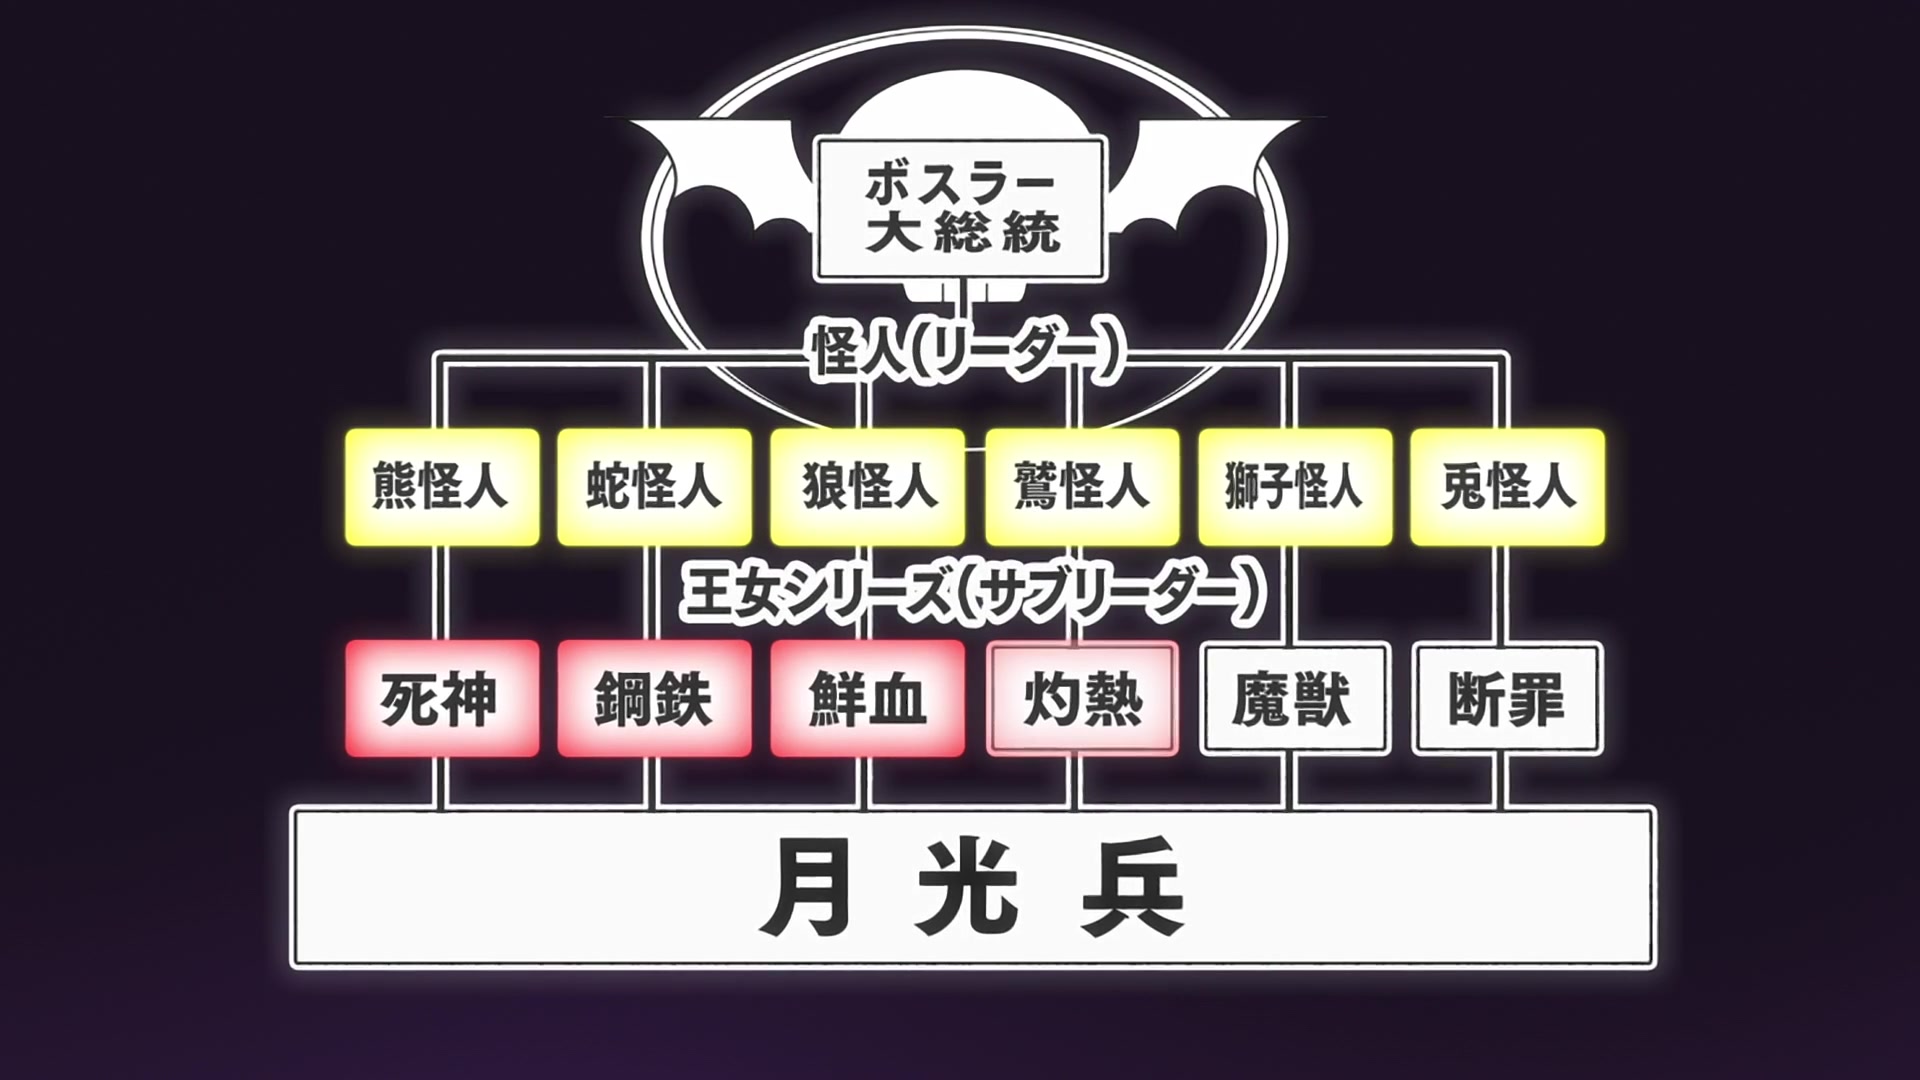 ボスラー
大総統
怪人(リーダー)
熊怪人 蛇怪人 狼怪人 鷲怪人 獅子怪人 兎怪人
王女シリーズ(サブリーダー)
死神 鋼鉄 鮮血 灼熱 魔獣 断罪
月光兵